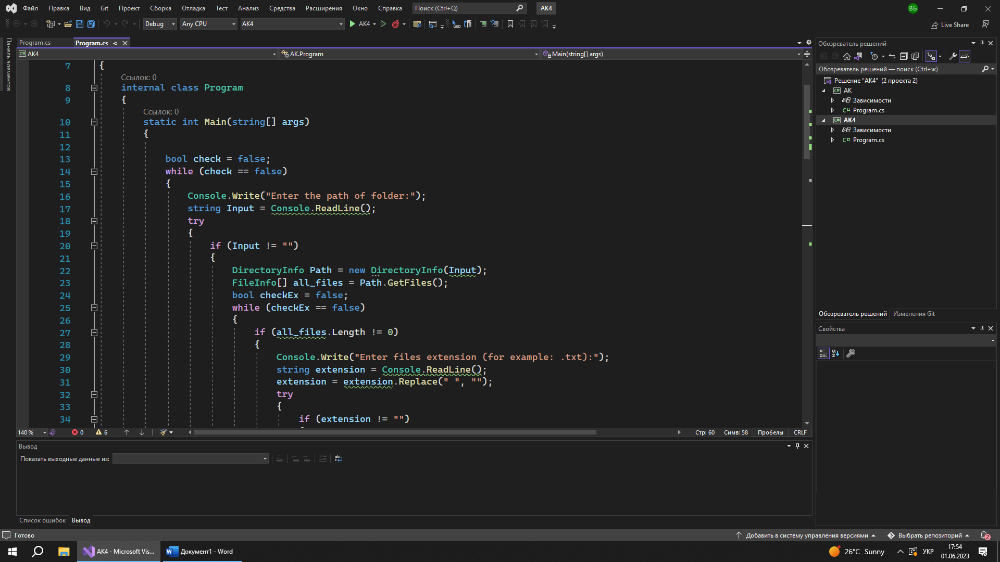 Файл Правка Вид Git Проект Сборка Отладка Тест Анализ Средства Расширения Окно Справка Поиск (Ctrl+Q) AK4 ВБ
Debug Any CPU AK4 AK4 Live Share
Панель элементов
Program.cs Program.cs
AK4 AK.Program Main(string[] args)
7 {
Ссылок: 0
8 internal class Program
9 {
Ссылок: 0
10 static int Main(string[] args)
11 {
12
13 bool check = false;
14 while (check == false)
15 {
16 Console.Write("Enter the path of folder:");
17 string Input = Console.ReadLine();
18 try
19 {
20 if (Input != "")
21 {
22 DirectoryInfo Path = new DirectoryInfo(Input);
23 FileInfo[] all_files = Path.GetFiles();
24 bool checkEx = false;
25 while (checkEx == false)
26 {
27 if (all_files.Length != 0)
28 {
29 Console.Write("Enter files extension (for example: .txt):");
30 string extension = Console.ReadLine();
31 extension = extension.Replace(" ", "");
32 try
33 {
34 if (extension != "")
140 % 0 6 Стр: 60 Симв: 58 Пробелы CRLF
Вывод
Показать выходные данные из:
Список ошибок Вывод
Обозреватель решений
Обозреватель решений — поиск (Ctrl+ж)
Решение "AK4" (2 проекта 2)
AK
Зависимости
C# Program.cs
AK4
Зависимости
C# Program.cs
Обозреватель решений Изменения Git
Свойства
Готово Добавить в систему управления версиями Выбрать репозиторий 2
AK4 - Microsoft Vis... Документ1 - Word 26°C Sunny УКР 17:54
01.06.2023